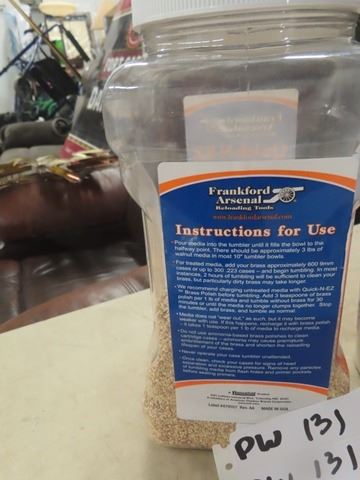 Frankford
Arsenal
Reloading Tools
www.frankfordarsenal.com
Instructions for Use
• Pour media into the tumbler until it fills the bowl to the
halfway point. There should be approximately 3 lbs of
walnut media in most 10" tumbler bowls.
• For treated media, add your brass approximately 600 9mm
cases or up to 300 .223 cases – and begin tumbling. In most
instances, 2 hours of tumbling will be sufficient to clean your
brass, but particularly dirty brass may take longer.
• We recommend charging untreated media with Quick-N-EZ
™ Brass Polish before tumbling. Add 3 teaspoons of brass
polish per 1 lb of media and tumble without brass for 30
minutes or until the media no longer clumps together. Stop
the tumbler, add brass, and tumble as normal.
• Media does not "wear out," as such, but it may become
weaker with use. If this happens, recharge it with brass polish
- it takes 1 teaspoon per 1 lb of media to recharge media
• Do not use ammonia-based brass polishes to clean
cartridge cases – ammonia may cause premature
embrittlement of the brass and shorten the reloading
lifespan of your cases.
• Never operate your case tumbler unattended.
• Once clean, check your cases for signs of head
separation and excessive pressure. Remove any particles
of tumbling media from flash holes and primer pockets
before seating primers.
MADE IN USA
PW 131
PW 131